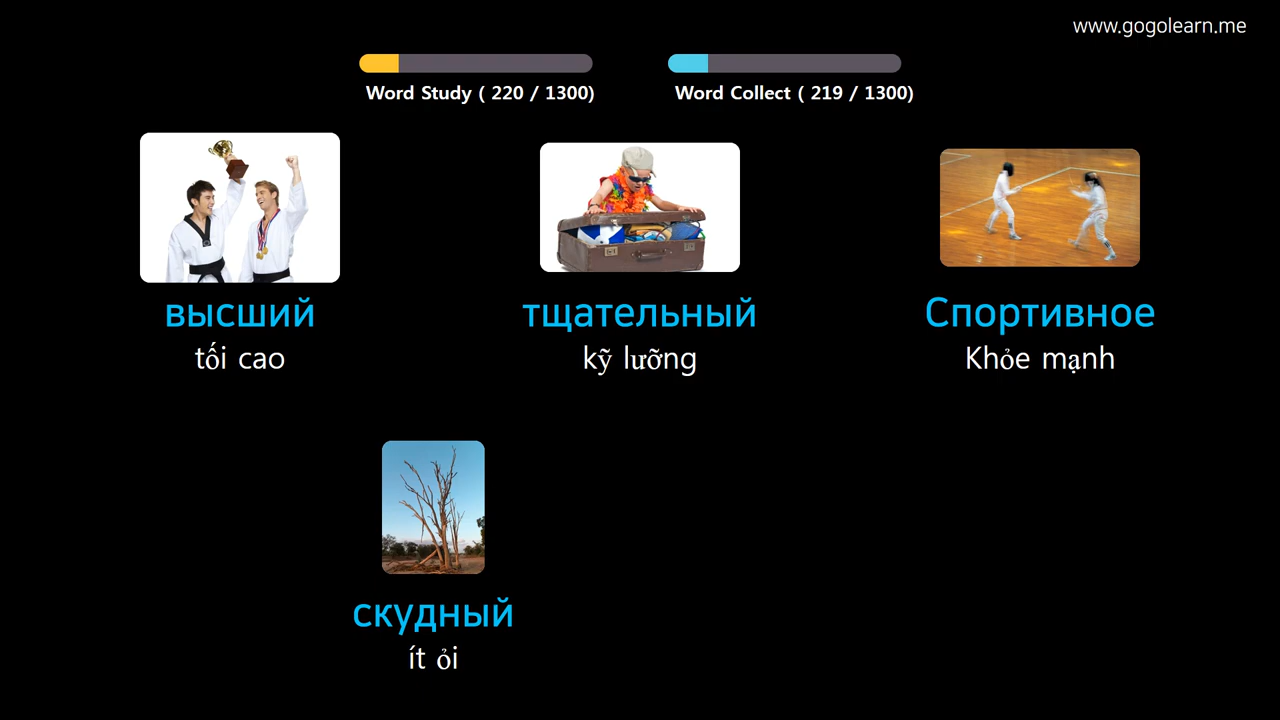 www.gogolearn.me
Word Study ( 220 / 1300)
Word Collect ( 219 / 1300)
высший
tối cao
тщательный
kỹ lưỡng
Спортивное
Khỏe mạnh
скудный
ít ỏi